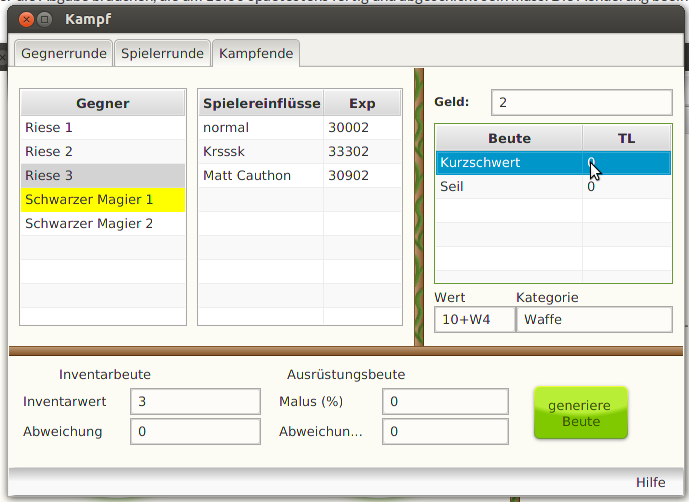 Kampf
Gegnerrunde Spielerrunde Kampfende
Gegner
Riese 1
Riese 2
Riese 3
Schwarzer Magier 1
Schwarzer Magier 2
Spielereinflüsse Exp
normal 30002
Krsssk 33302
Matt Cauthon 30902
Geld: 2
Beute TL
Kurzschwert 0
Seil 0
Wert Kategorie
10+W4 Waffe
Inventarbeute Ausrüstungsbeute
Inventarwert 3 Malus (%) 0
Abweichung 0 Abweichun... 0
generiere
Beute
Hilfe